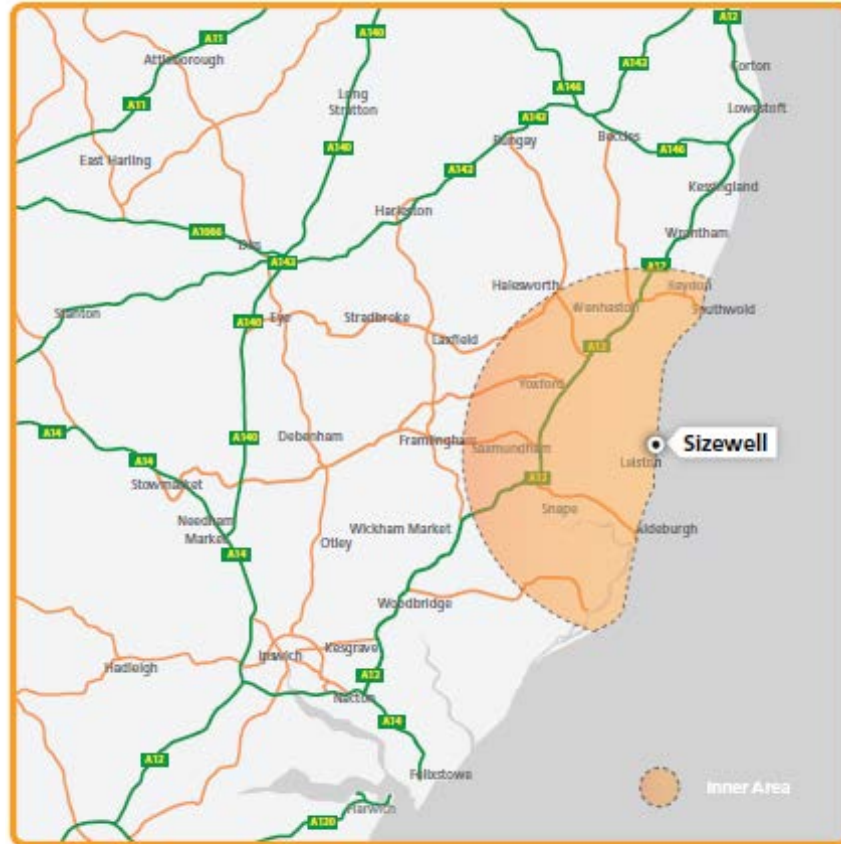 A11
A140
A12
Attleborough
Corton
A143
A146
Long
Stratton
A11
Lowestoft
A143
Bungay
Beccles
A140
A146
East Harling
A143
Kessingland
Harleston
Wrantham
A1066
Diss
A143
A12
Halesworth
Reydon
Wenhaston
Southwold
Stanton
A140
Eye
Stradbroke
Laxfield
A12
Yoxford
A14
A140
Debenham
Framlingham
Saxmundham
Sizewell
A14
Leiston
Stowmarket
A12
Snape
Needham
Market
Wickham Market
Aldeburgh
Otley
A14
Woodbridge
Kesgrave
Ipswich
Hadleigh
A12
Nacton
A14
A12
Felixstowe
Inner Area
Harwich
A120